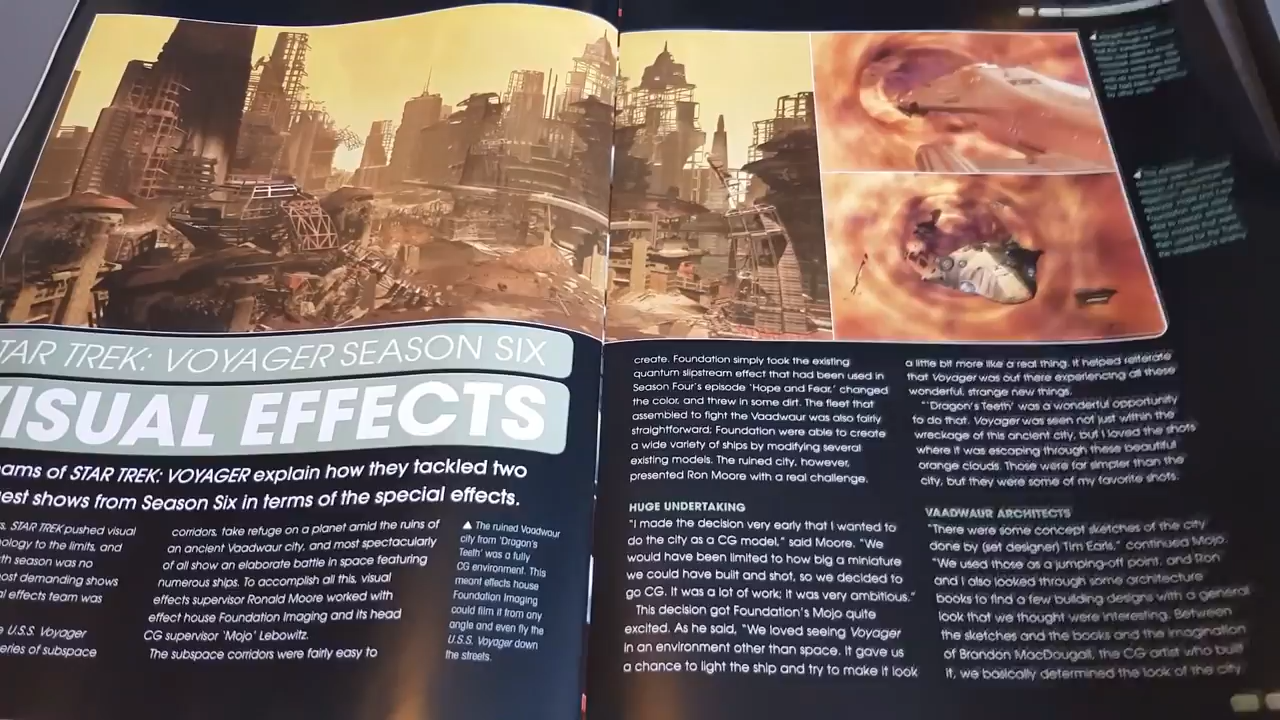 TAR TREK: VOYAGER SEASON SIX
VISUAL EFFECTS
ams of STAR TREK: VOYAGER explain how they tackled two
est shows from Season Six in terms of the special effects.
s, STAR TREK pushed visual
ology to the limits, and
th season was no
ost demanding shows
al effects team was
e U.S.S. Voyager
eries of subspace
corridors, take refuge on a planet amid the ruins of
an ancient Vaadwaur city, and most spectacularly
of all show an elaborate battle in space featuring
numerous ships. To accomplish all this, visual
effects supervisor Ronald Moore worked with
effect house Foundation Imaging and its head
CG supervisor 'Mojo' Lebowitz.
The subspace corridors were fairly easy to
▲ The ruined Vaadwaur
city from 'Dragon's
Teeth' was a fully
CG environment. This
meant effects house
Foundation Imaging
could film it from any
angle and even fly the
U.S.S. Voyager down
the streets.
create. Foundation simply took the existing
quantum slipstream effect that had been used in
Season Four's episode 'Hope and Fear,' changed
the color, and threw in some dirt. The fleet that
assembled to fight the Vaadwaur was also fairly
straightforward; Foundation were able to create
a wide variety of ships by modifying several
existing models. The ruined city, however,
presented Ron Moore with a real challenge.
HUGE UNDERTAKING
"I made the decision very early that I wanted to
do the city as a CG model," said Moore. "We
would have been limited to how big a miniature
we could have built and shot, so we decided to
go CG. It was a lot of work; it was very ambitious."
This decision got Foundation's Mojo quite
excited. As he said, "We loved seeing Voyager
in an environment other than space. It gave us
a chance to light the ship and try to make it look
a little bit more like a real thing. It helped reiterate
that Voyager was out there experiencing all these
wonderful, strange new things.
"'Dragon's Teeth' was a wonderful opportunity
to do that. Voyager was seen not just within the
wreckage of this ancient city, but I loved the shots
where it was escaping through these beautiful
orange clouds. Those were far simpler than the
city, but they were some of my favorite shots.
VAADWAUR ARCHITECTS
"There were some concept sketches of the city
done by (set designer) Tim Earls," continued Mojo.
"We used those as a jumping-off point, and Ron
and I also looked through some architecture
books to find a few building designs with a general
look that we thought were interesting. Between
the sketches and the books and the imagination
of Brandon MacDougall, the CG artist who built
it, we basically determined the look of the city.